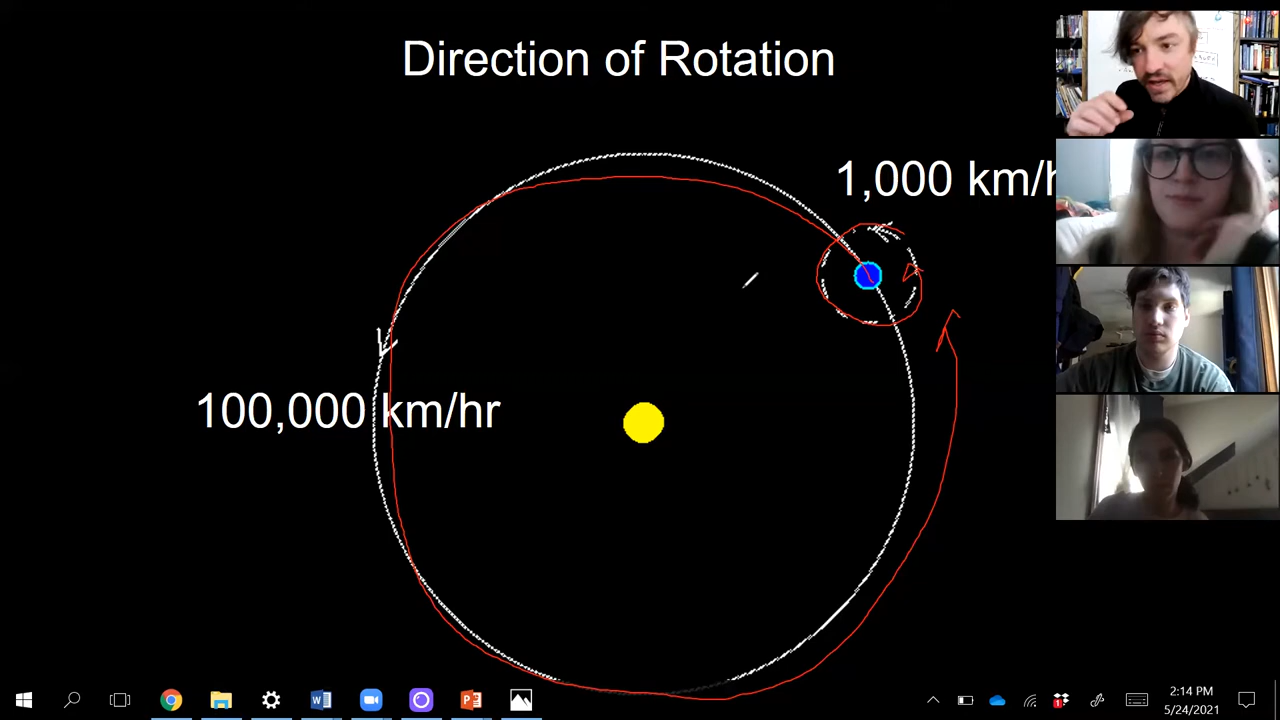 Direction of Rotation
1,000 km/h
100,000 km/hr
2:14 PM
5/24/2021